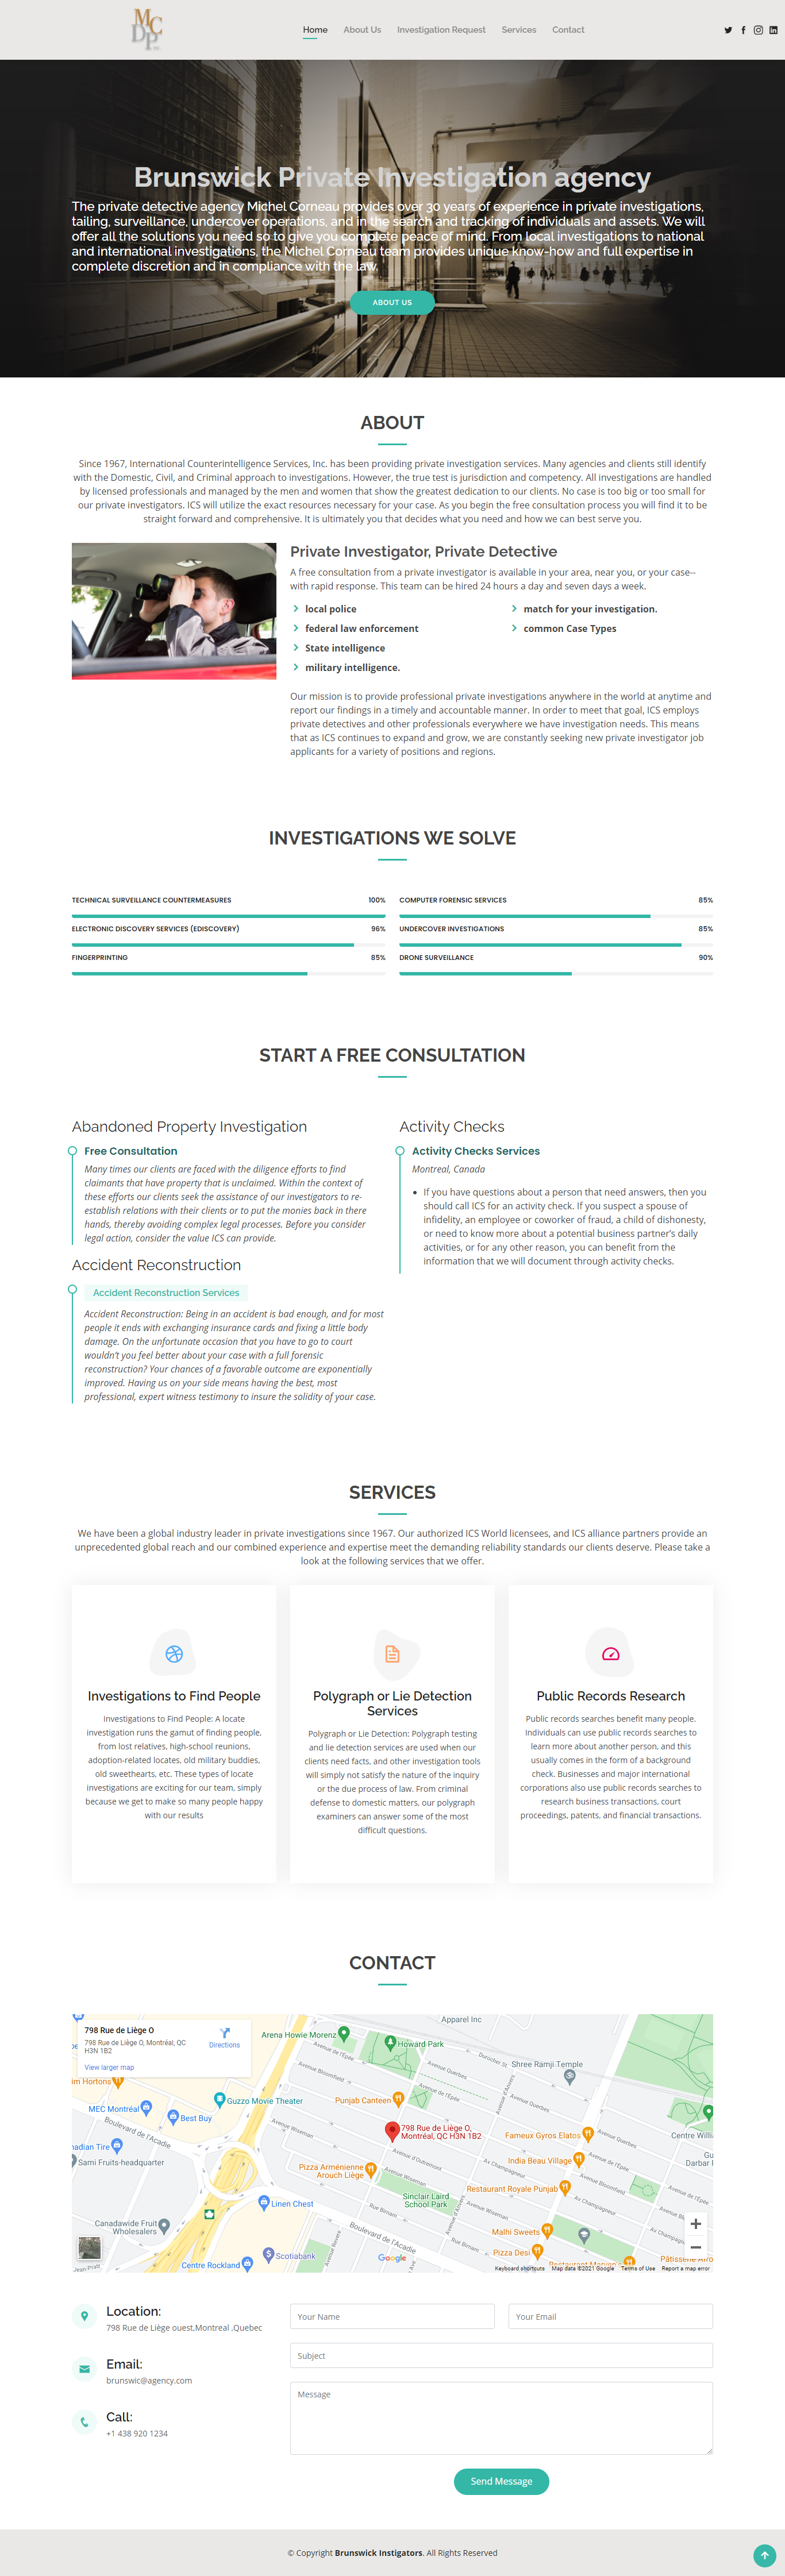 MC
DP
Home About Us Investigation Request Services Contact
Brunswick Private Investigation agency
The private detective agency Michel Corneau provides over 30 years of experience in private investigations,
tailing, surveillance, undercover operations, and in the search and tracking of individuals and assets. We will
offer all the solutions you need so to give you complete peace of mind. From local investigations to national
and international investigations, the Michel Corneau team provides unique know-how and full expertise in
complete discretion and in compliance with the law.
ABOUT US
ABOUT
Since 1967, International Counterintelligence Services, Inc. has been providing private investigation services. Many agencies and clients still identify
with the Domestic, Civil, and Criminal approach to investigations. However, the true test is jurisdiction and competency. All investigations are handled
by licensed professionals and managed by the men and women that show the greatest dedication to our clients. No case is too big or too small for
our private investigators. ICS will utilize the exact resources necessary for your case. As you begin the free consultation process you will find it to be
straight forward and comprehensive. It is ultimately you that decides what you need and how we can best serve you.
Private Investigator, Private Detective
A free consultation from a private investigator is available in your area, near you, or your case--
with rapid response. This team can be hired 24 hours a day and seven days a week.
local police
federal law enforcement
State intelligence
military intelligence.
match for your investigation.
common Case Types
Our mission is to provide professional private investigations anywhere in the world at anytime and
report our findings in a timely and accountable manner. In order to meet that goal, ICS employs
private detectives and other professionals everywhere we have investigation needs. This means
that as ICS continues to expand and grow, we are constantly seeking new private investigator job
applicants for a variety of positions and regions.
INVESTIGATIONS WE SOLVE
TECHNICAL SURVEILLANCE COUNTERMEASURES 100%
ELECTRONIC DISCOVERY SERVICES (EDISCOVERY) 96%
FINGERPRINTING 85%
COMPUTER FORENSIC SERVICES 85%
UNDERCOVER INVESTIGATIONS 85%
DRONE SURVEILLANCE 90%
START A FREE CONSULTATION
Abandoned Property Investigation
Free Consultation
Many times our clients are faced with the diligence efforts to find
claimants that have property that is unclaimed. Within the context of
these efforts our clients seek the assistance of our investigators to re-
establish relations with their clients or to put the monies back in there
hands, thereby avoiding complex legal processes. Before you consider
legal action, consider the value ICS can provide.
Accident Reconstruction
Accident Reconstruction Services
Accident Reconstruction: Being in an accident is bad enough, and for most
people it ends with exchanging insurance cards and fixing a little body
damage. On the unfortunate occasion that you have to go to court
wouldn't you feel better about your case with a full forensic
reconstruction? Your chances of a favorable outcome are exponentially
improved. Having us on your side means having the best, most
professional, expert witness testimony to insure the solidity of your case.
Activity Checks
Activity Checks Services
Montreal, Canada
• If you have questions about a person that need answers, then you
should call ICS for an activity check. If you suspect a spouse of
infidelity, an employee or coworker of fraud, a child of dishonesty,
or need to know more about a potential business partner's daily
activities, or for any other reason, you can benefit from the
information that we will document through activity checks.
SERVICES
We have been a global industry leader in private investigations since 1967. Our authorized ICS World licensees, and ICS alliance partners provide an
unprecedented global reach and our combined experience and expertise meet the demanding reliability standards our clients deserve. Please take a
look at the following services that we offer.
Investigations to Find People
Investigations to Find People: A locate
investigation runs the gamut of finding people,
from lost relatives, high-school reunions,
adoption-related locates, old military buddies,
old sweethearts, etc. These types of locate
investigations are exciting for our team, simply
because we get to make so many people happy
with our results
Polygraph or Lie Detection
Services
Polygraph or Lie Detection: Polygraph testing
and lie detection services are used when our
clients need facts, and other investigation tools
will simply not satisfy the nature of the inquiry
or the due process of law. From criminal
defense to domestic matters, our polygraph
examiners can answer some of the most
difficult questions.
Public Records Research
Public records searches benefit many people.
Individuals can use public records searches to
learn more about another person, and this
usually comes in the form of a background
check. Businesses and major international
corporations also use public records searches to
research business transactions, court
proceedings, patents, and financial transactions.
CONTACT
798 Rue de Liège O
798 Rue de Liège O, Montréal, QC
H3N 1B2
Directions
View larger map
Apparel Inc
Arena Howie Morenz
Howard Park
Shree Ramji Temple
im Hortons
Guzzo Movie Theater
Punjab Canteen
MEC Montréal
Best Buy
Boulevard de l'Acadie
798 Rue de Liège O,
Montréal, QC H3N 1B2
Fameux Gyros Elatos
Centre Willi
nadian Tire
Sami Fruits-headquarter
India Beau Village
Darbar
Pizza Arménienne
Arouch Liège
Restaurant Royale Punjab
Sinclair Laird
School Park
Linen Chest
Canadawide Fruit
Wholesalers
Malhi Sweets
Boulevard de l'Acadie
Scotiabank
Pizza Desi
Centre Rockland
Google
Keyboard shortcuts Map data ©2021 Google Terms of Use Report a map error
Location:
798 Rue de Liège ouest,Montreal ,Quebec
Email:
brunswic@agency.com
Call:
+1 438 920 1234
Your Name Your Email
Subject
Message
Send Message
© Copyright Brunswick Instigators. All Rights Reserved